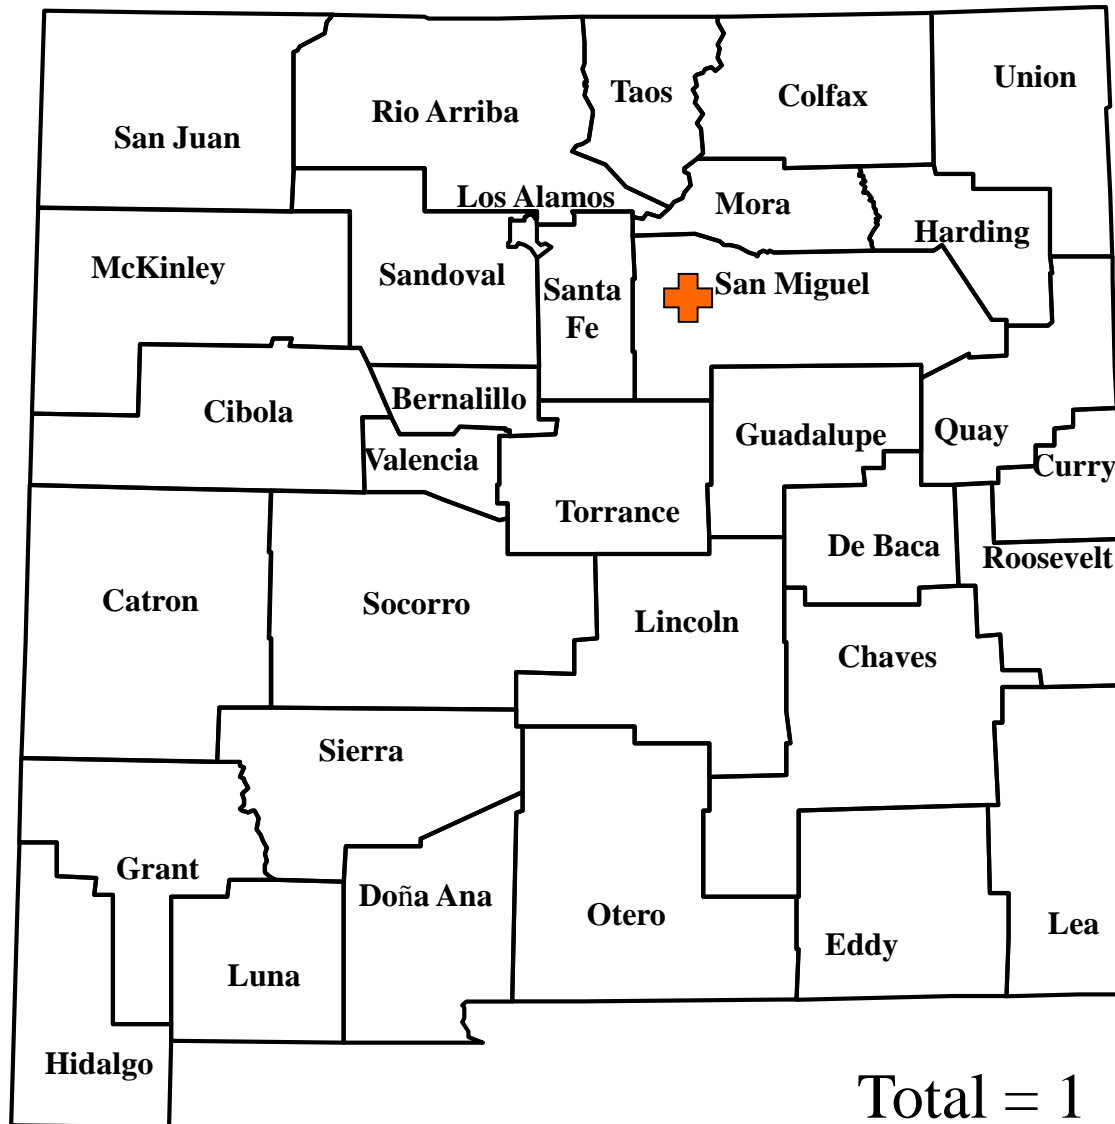 Union
Taos
Colfax
Rio Arriba
San Juan
Los Alamos
Mora
Harding
McKinley
Sandoval
Santa
Fe
San Miguel
Cibola
Bernalillo
Guadalupe
Quay
Valencia
Curry
Torrance
De Baca
Roosevelt
Catron
Socorro
Lincoln
Chaves
Sierra
Grant
Doña Ana
Otero
Lea
Eddy
Luna
Hidalgo
Total = 1